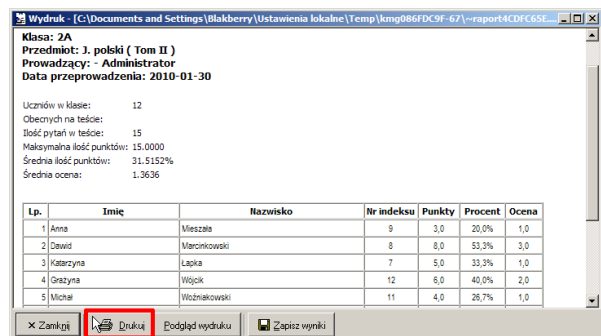 Wydruk - [C:\Documents and Settings\Blakberry\Ustawienia lokalne\Temp\kmg086FDC9F-67\~raport4CDFC65E...
Klasa: 2A
Przedmiot: J. polski ( Tom II )
Prowadzący: - Administrator
Data przeprowadzenia: 2010-01-30
Uczniów w klasie: 12
Obecnych na teście:
Ilość pytań w teście: 15
Maksymalna ilość punktów: 15.0000
Średnia ilość punktów: 31.5152%
Średnia ocena: 1.3636
Lp. Imię Nazwisko Nr indeksu Punkty Procent Ocena
1 Anna Mieszała 9 3,0 20,0% 1,0
2 Dawid Marcinkowski 8 8,0 53,3% 3,0
3 Katarzyna Łapka 7 5,0 33,3% 1,0
4 Grażyna Wójcik 12 6,0 40,0% 2,0
5 Michał Woźniakowski 11 4,0 26,7% 1,0
Zamknij Drukuj Podgląd wydruku Zapisz wyniki